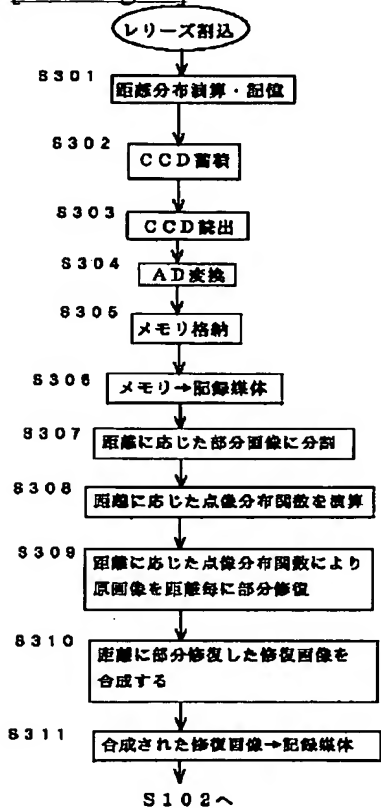 レリーズ割込
S301
距離分布演算・記位
S302
CCD蓄積
S303
CCD読出
S304
AD変換
S305
メモリ格納
S306
メモリ→記録媒体
S307
距離に応じた部分画像に分割
S308
距離に応じた点像分布関数を演算
S309
距離に応じた点像分布関数により
原画像を距離毎に部分修復
S310
距離に部分修復した修復画像を
合成する
S311
合成された修復画像→記録媒体
S102へ